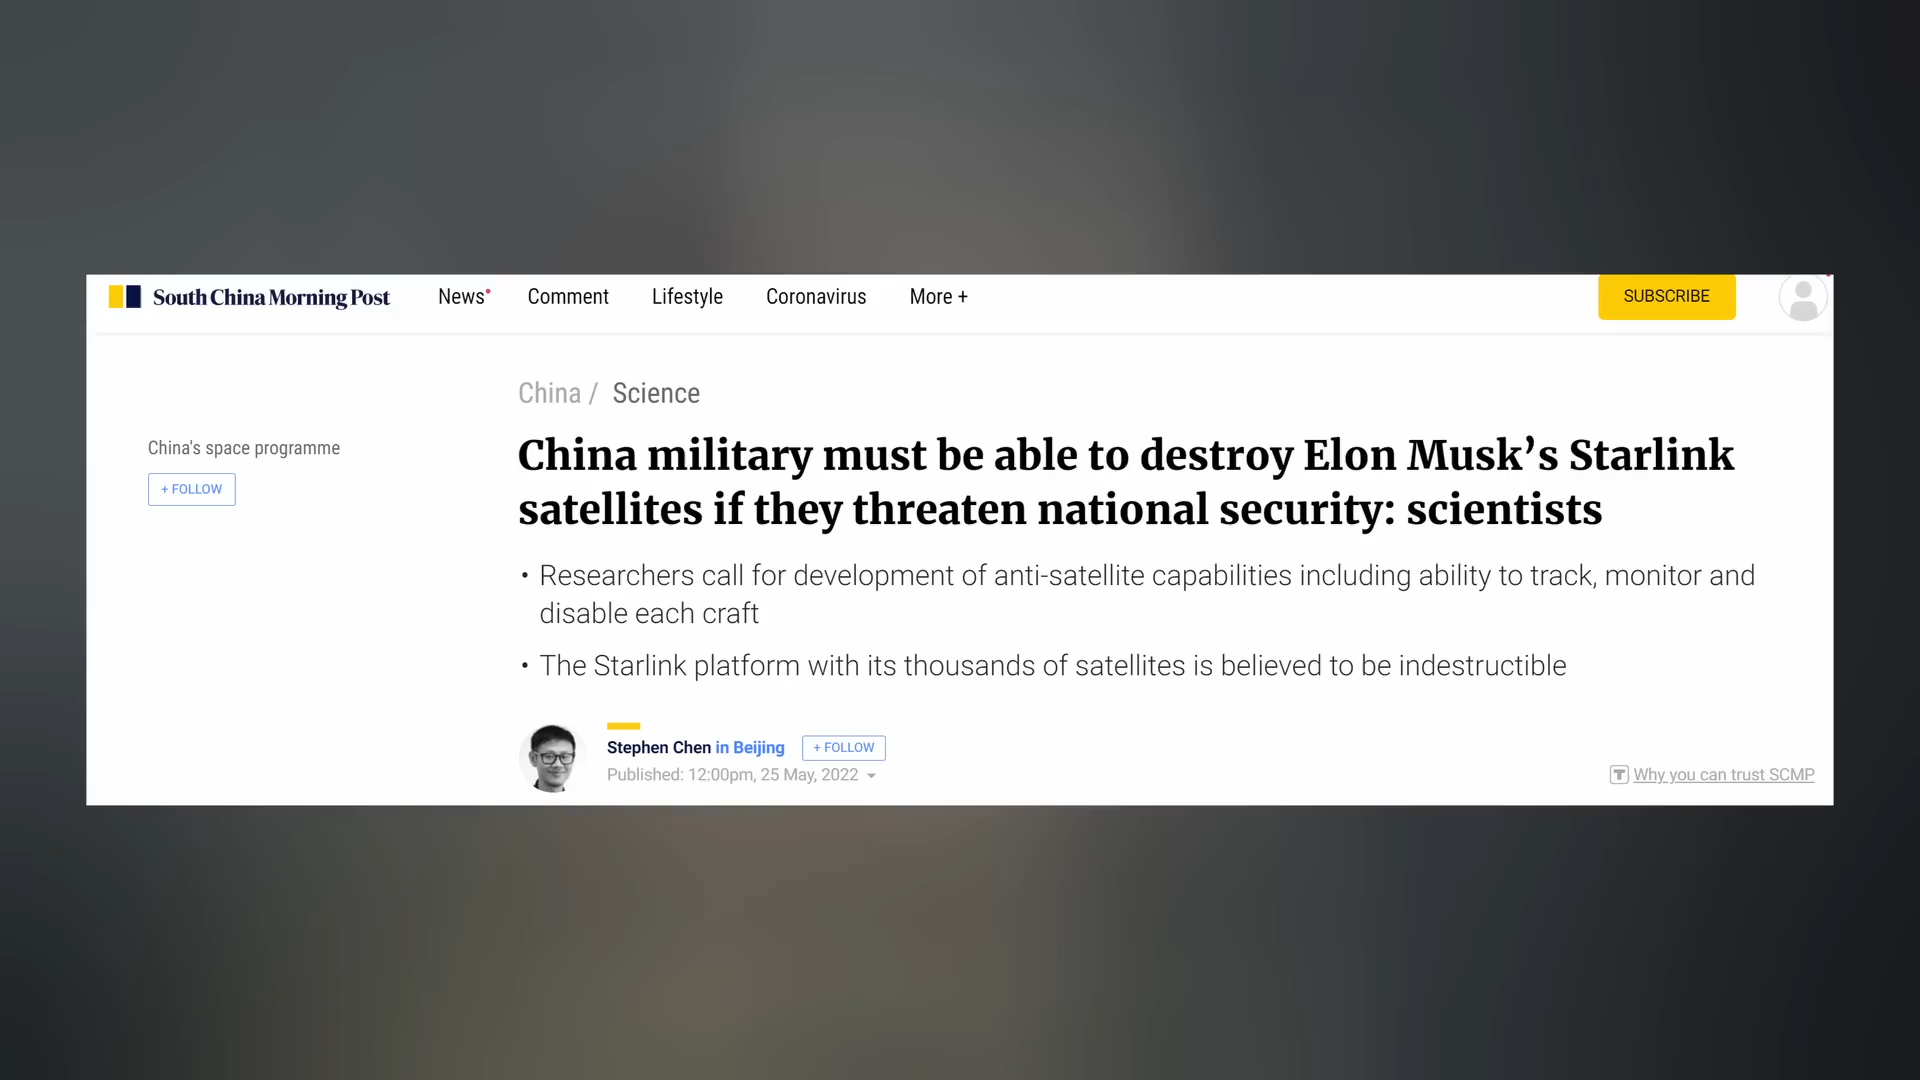 South China Morning Post News Comment Lifestyle Coronavirus More + SUBSCRIBE
China / Science
China's space programme
+ FOLLOW
China military must be able to destroy Elon Musk’s Starlink
satellites if they threaten national security: scientists
• Researchers call for development of anti-satellite capabilities including ability to track, monitor and
disable each craft
• The Starlink platform with its thousands of satellites is believed to be indestructible
Stephen Chen in Beijing + FOLLOW
Published: 12:00pm, 25 May, 2022
T Why you can trust SCMP